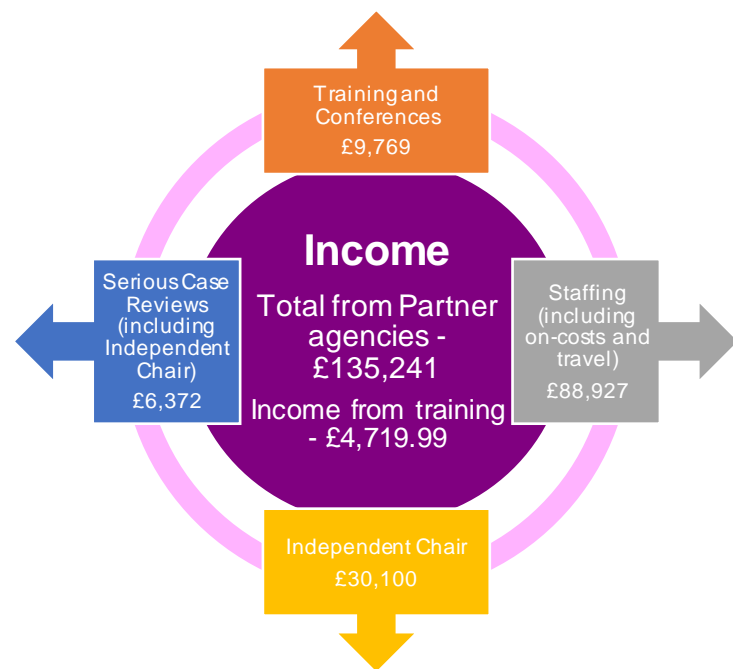 Training and
Conferences
£9,769
Income
Total from Partner
agencies -
£135,241
Income from training
- £4,719.99
Serious Case
Reviews
(including
Independent
Chair)
£6,372
Staffing
(including
on-costs and
travel)
£88,927
Independent Chair
£30,100